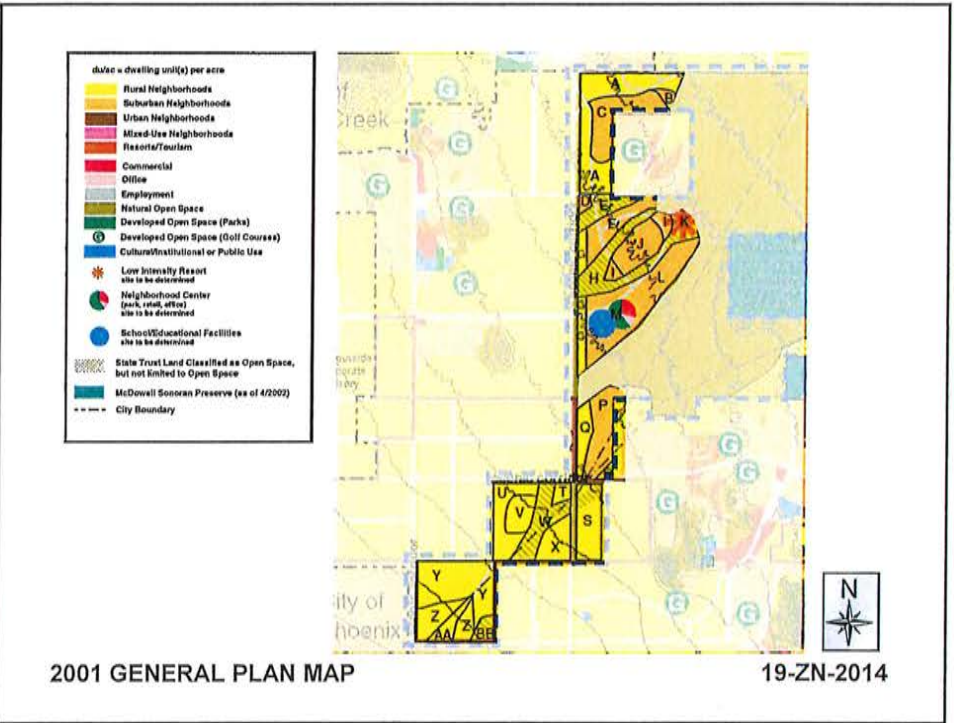 du/ac = dwelling unit(s) per acre
Rural Neighborhoods
Suburban Neighborhoods
Urban Neighborhoods
Mixed-Use Neighborhoods
Resorts/Tourism
Commercial
Office
Employment
Natural Open Space
Developed Open Space (Parks)
G Developed Open Space (Golf Courses)
Cultural/Institutional or Public Use
Low Intensity Resort
site to be determined
Neighborhood Center
(park, retail, office)
site to be determined
School/Educational Facilities
site to be determined
State Trust Land Classified as Open Space,
but not limited to Open Space
McDowell Sonoran Preserve (as of 4/2002)
City Boundary
of
Creek
G
G
G
G
G
A
B
C
G
A
D
E
E
K
G
J
H
I
L
M
G
P
Q
G
G
G
U
T
V
W
S
X
Y
Y
Z
Z
AA
BB
G
G
ity of
hoenix
N
2001 GENERAL PLAN MAP
19-ZN-2014